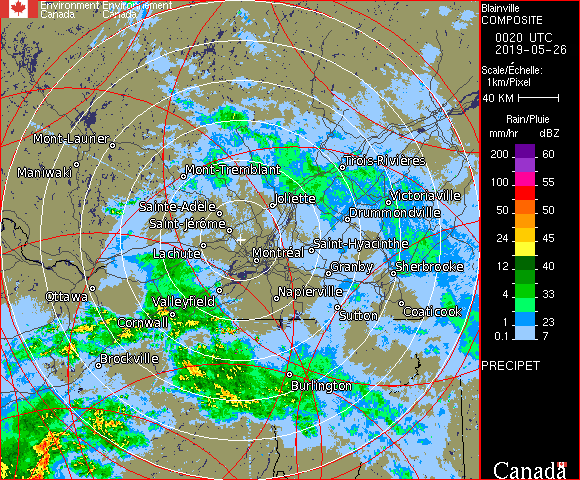 Environment Environnement
Canada Canada
Blainville
COMPOSITE
0020 UTC
2019-05-26
Scale/Échelle:
1km/Pixel
40 KM
Rain/Pluie
mm/hr dBZ
200 60
100 55
50 50
24 45
12 40
4 33
1 23
0.1 7
PRECIPET
Canada
Mont-Laurier
Maniwaki
Mont-Tremblant
Trois-Rivières
Joliette
Victoriaville
Sainte-Adele
Drummondville
Saint-Jérôme
Lachute
Montréal
Saint-Hyacinthe
Granby
Sherbrooke
Ottawa
Valleyfield
Napierville
Cornwall
Sutton
Coaticook
Brockville
Burlington